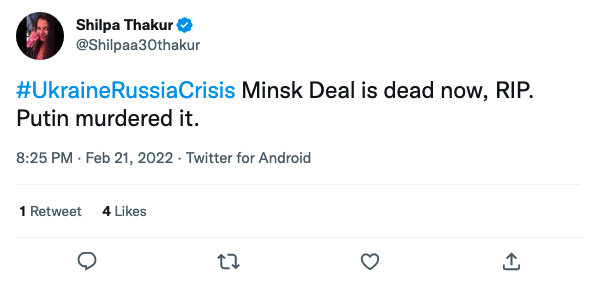 Shilpa Thakur
@Shilpaa30thakur
#UkraineRussiaCrisis Minsk Deal is dead now, RIP.
Putin murdered it.
8:25 PM · Feb 21, 2022 · Twitter for Android
1 Retweet 4 Likes